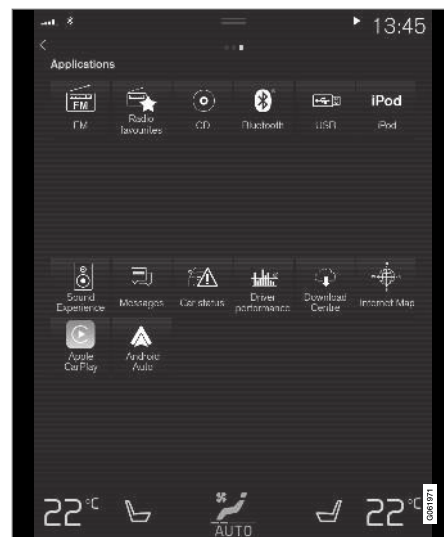 13:45
Applications
FM
iPod
FM
Radio
favourites
CD
Bluetooth
USB
iPod
Sound
Experience
Messages
Car status
Driver
performance
Download
Centre
Internet Map
Apple
CarPlay
Android
Auto
22°C
22°C
AUTO
G061971